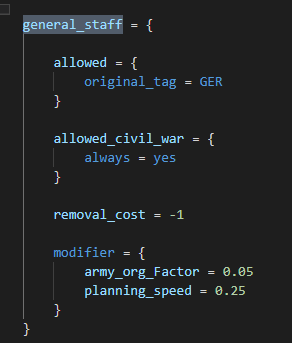 general_staff = {
allowed = {
original_tag = GER
}
allowed_civil_war = {
always = yes
}
removal_cost = -1
modifier = {
army_org_Factor = 0.05
planning_speed = 0.25
}
}